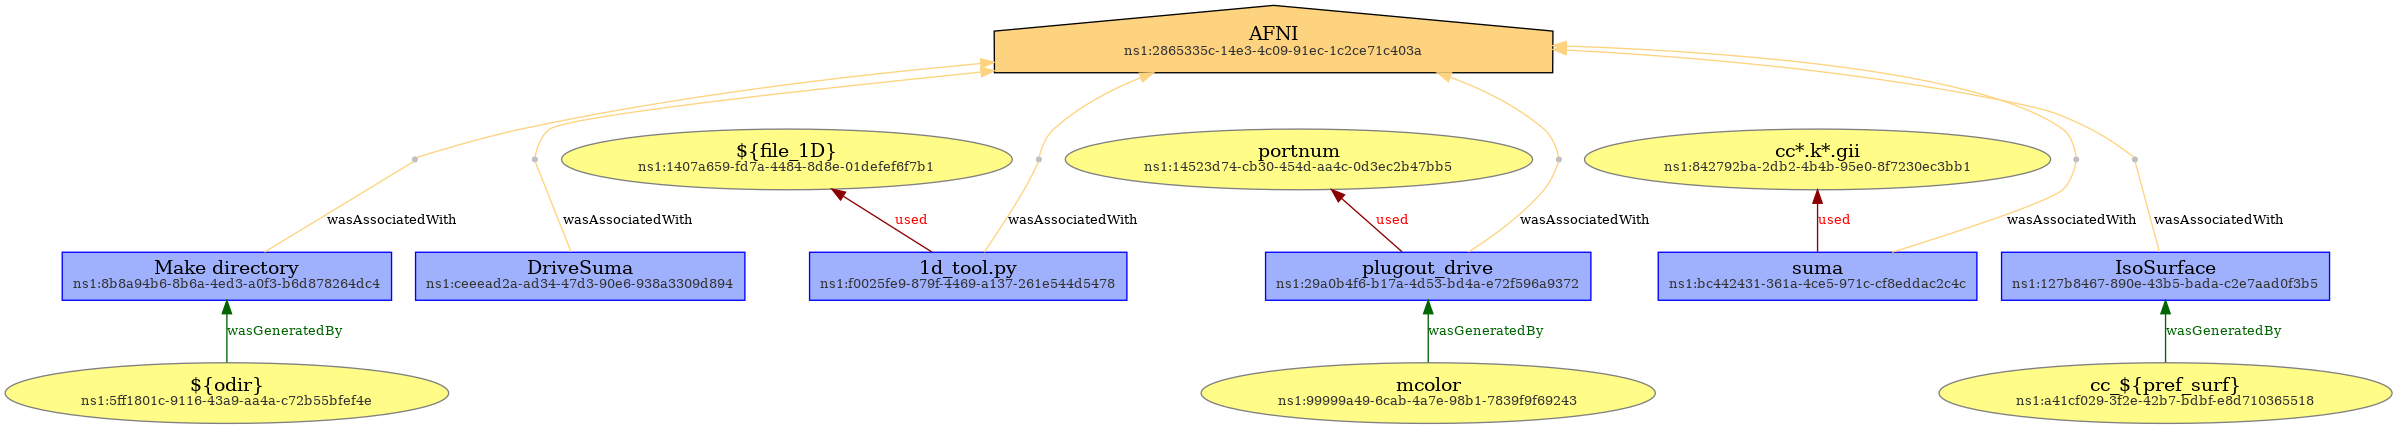 AFNI
ns1:2865335c-14e3-4c09-91ec-1c2ce71c403a
${file_1D}
ns1:1407a659-fd7a-4484-8d8e-01defef6f7b1
portnum
ns1:14523d74-cb30-454d-aa4c-0d3ec2b47bb5
cc*.k*.gii
ns1:842792ba-2db2-4b4b-95e0-8f7230ec3bb1
wasAssociatedWith
wasAssociatedWith
used
wasAssociatedWith
used
wasAssociatedWith
used
wasAssociatedWith
wasAssociatedWith
Make directory
ns1:8b8a94b6-8b6a-4ed3-a0f3-b6d878264dc4
DriveSuma
ns1:ceeead2a-ad34-47d3-90e6-938a3309d894
1d_tool.py
ns1:f0025fe9-879f-4469-a137-261e544d5478
plugout_drive
ns1:29a0b4f6-b17a-4d53-bd4a-e72f596a9372
suma
ns1:bc442431-361a-4ce5-971c-cf8eddac2c4c
IsoSurface
ns1:127b8467-890e-43b5-bada-c2e7aad0f3b5
wasGeneratedBy
wasGeneratedBy
wasGeneratedBy
${odir}
ns1:5ff1801c-9116-43a9-aa4a-c72b55bfef4e
mcolor
ns1:99999a49-6cab-4a7e-98b1-7839f9f69243
cc_${pref_surf}
ns1:a41cf029-3f2e-42b7-bdbf-e8d710365518